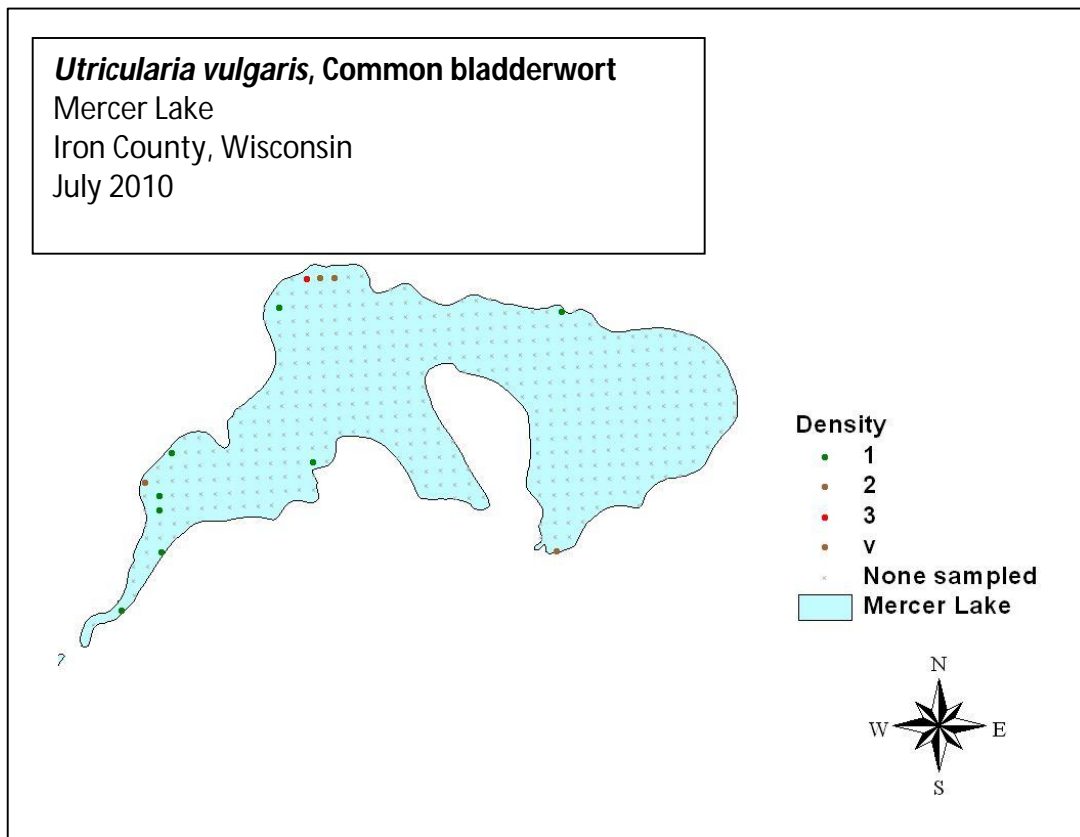 Utricularia vulgaris, Common bladderwort
Mercer Lake
Iron County, Wisconsin
July 2010
Density
1
2
3
v
None sampled
Mercer Lake
N
W E
S